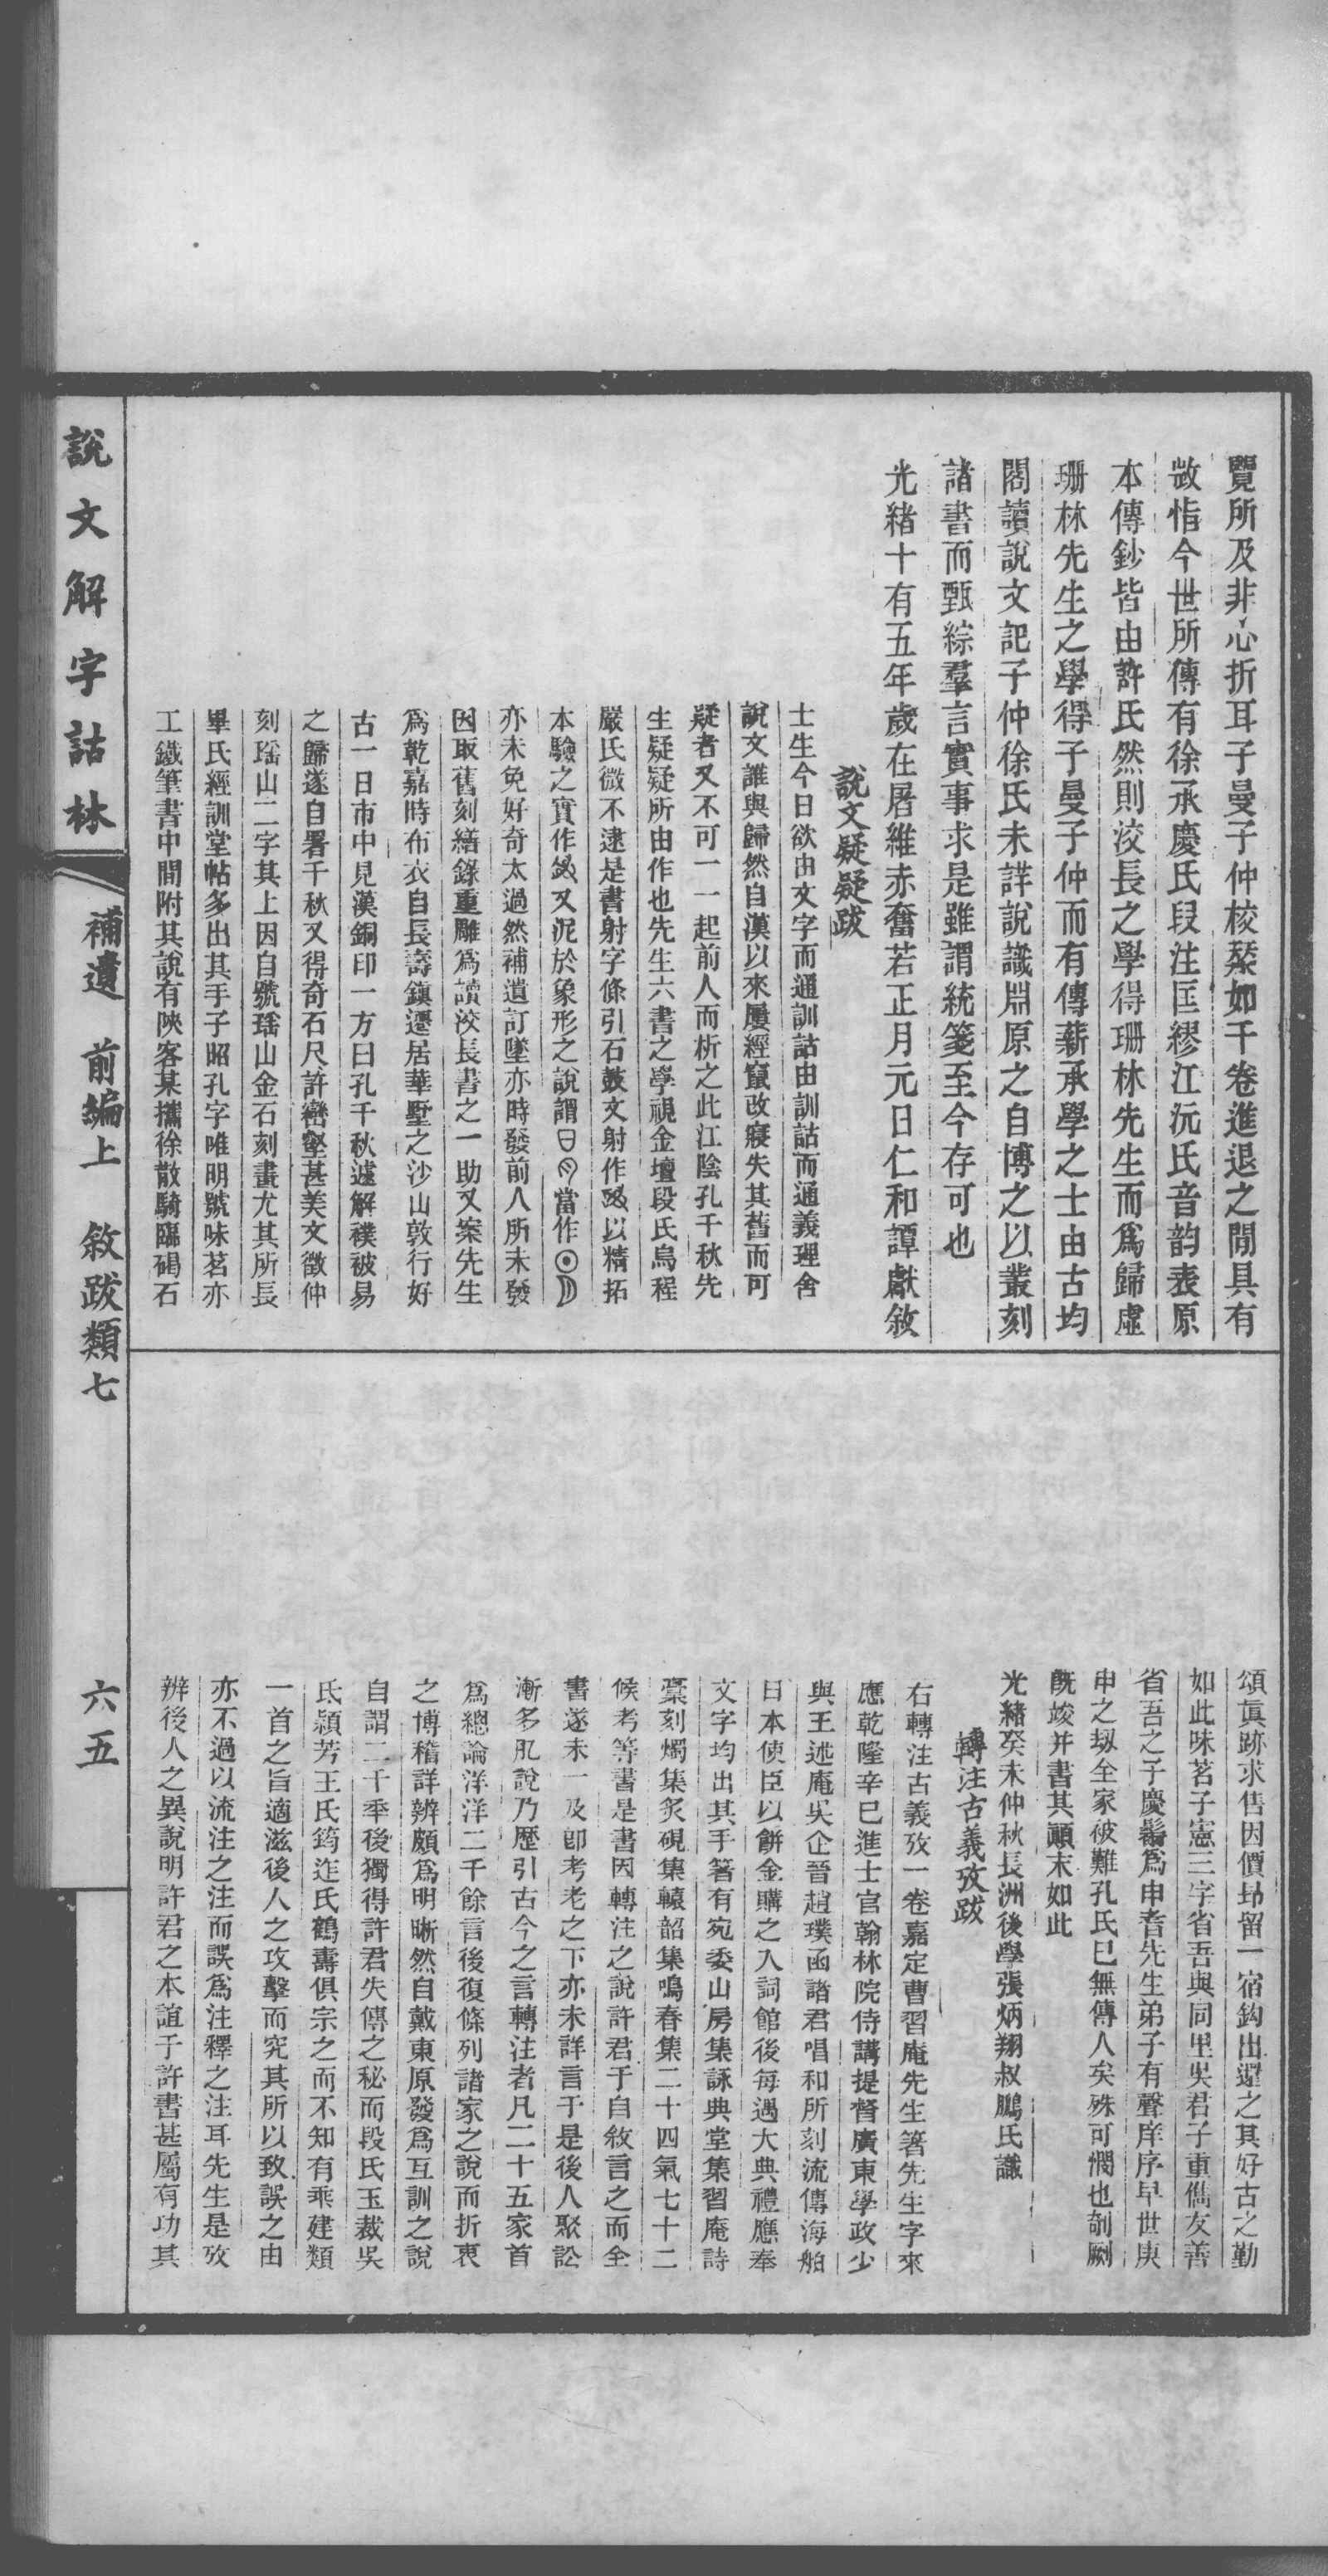 覽所及非心折耳子曼子仲校棸如干卷進退之閒具有
敚恉今世所傳有徐承慶氏段注匡繆江沅氏音韵表原
本傳鈔皆由許氏然則洨長之學得珊林先生而爲歸虛
珊林先生之學得子曼子仲而有傳薪承學之士由古均
閣讀說文記子仲徐氏未詳說識淵原之自博之以叢刻
諸書而甄綜羣言實事求是雖謂統箋至今存可也
光緒十有五年歲在屠維赤奮若正月元日仁和譚獻敘
說文疑疑跋
士生今日欲由文字而通訓詁由訓詁而通義理舍
說文誰與歸然自漢以來屢經竄改寖失其舊而可
疑者又不可一一起前人而析之此江陰孔千秋先
生疑疑所由作也先生六書之學視金壇段氏烏程
嚴氏微不逮是書射字條引石鼓文射作以精拓
本驗之實作又泥於象形之說謂當作
亦未免好奇太過然補遺訂墜亦時發前人所未發
因取舊刻繕錄重雕爲讀洨長書之一助又案先生
爲乾嘉時布衣自長壽鎮遷居華墅之沙山敦行好
古一日市中見漢銅印一方曰孔千秋遽解襆被易
之歸遂自署千秋又得奇石尺許巒壑甚美文徵仲
刻瑤山二字其上因自號瑤山金石刻畫尤其所長
畢氏經訓堂帖多出其手子昭孔字唯明號味茗亦
工鐵筆書中閒附其說有陝客某攜徐散騎臨碣石
頌眞跡求售因價昻留一宿鈎出還之其好古之勤
如此味茗子憲三字省吾與同里吳君子重儁友善
省吾之子慶鬺爲申耆先生弟子有聲庠序早世庚
申之刼全家被難孔氏已無傳人矣殊可憫也剞劂
旣竣并書其顚末如此
光緒癸未仲秋長洲後學張炳翔叔鵬氏識
轉注古義攷跋
右轉注古義攷一卷嘉定曹習庵先生箸先生字來
應乾隆辛巳進士官翰林院侍講提督廣東學政少
與王述庵吳企晉趙璞函諸君唱和所刻流傳海舶
日本使臣以餅金購之入詞館後每遇大典禮應奉
文字均出其手箸有宛委山房集詠典堂集習庵詩
稾刻燭集炙硯集轅韶集鳴春集二十四氣七十二
候考等書是書因轉注之說許君于自敘言之而全
書遂未一及卽考老之下亦未詳言于是後人聚訟
漸多肊說乃歷引古今之言轉注者凡二十五家首
爲總論洋洋二千餘言後復條列諸家之說而折衷
之博稽詳辨頗爲明晰然自戴東原發爲互訓之說
自謂二千秊後獨得許君失傳之秘而段氏玉裁吳
氏穎芳王氏筠迮氏鶴壽俱宗之而不知有乖建類
一首之旨適滋後人之攻擊而究其所以致誤之由
亦不過以流注之注而誤爲注釋之注耳先生是攷
辨後人之異說明許君之本誼于許書甚屬有功其
說文解字詁林
補遺 前編上 敘跋類七
六五